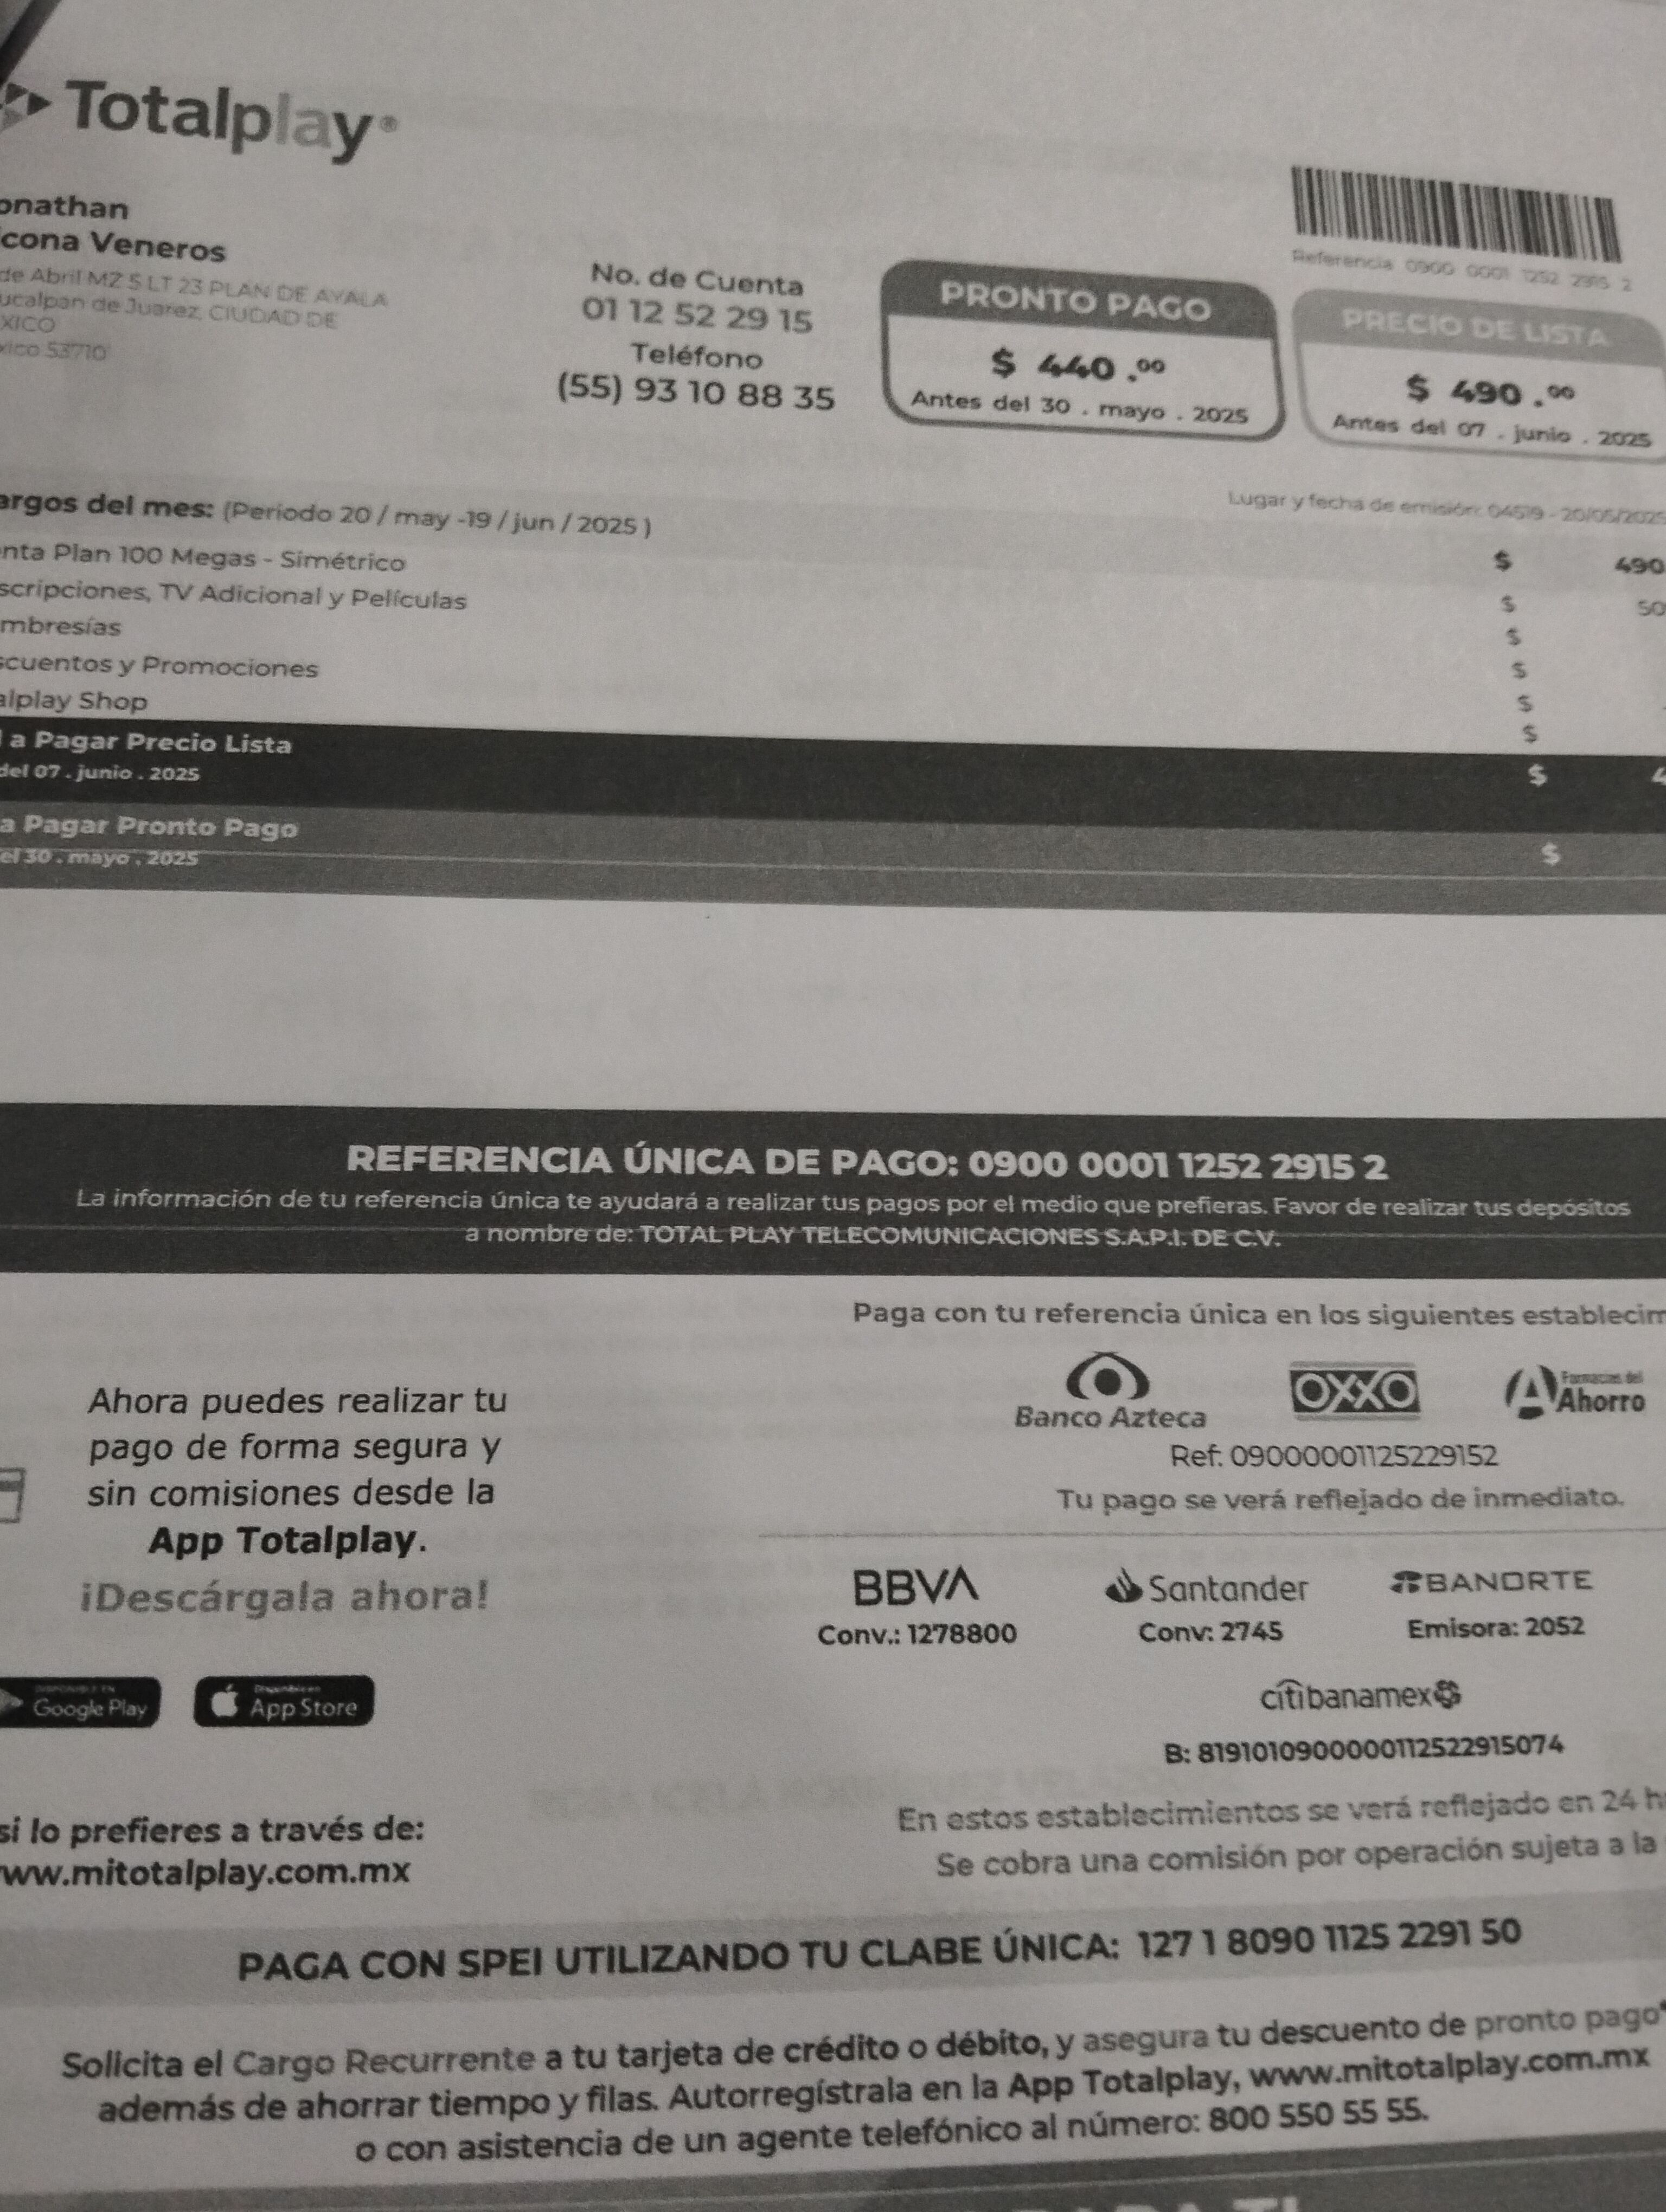 Totalplay®
onathan
cona Veneros
de Abril MZ 5 LT 23 PLAN DE AYALA
ucalpan de Juarez, CIUDAD DE
XICO
xico 53710
No. de Cuenta
01 12 52 29 15
Teléfono
(55) 93 10 88 35
PRONTO PAGO
$ 440.00
Antes del 30 . mayo . 2025
Referencia 0900 0001 1252 2915 2
PRECIO DE LISTA
$ 490.00
Antes del 07 . junio . 2025
argos del mes: (Periodo 20 / may -19 / jun / 2025 )
Lugar y fecha de emisión: 04519 - 20/05/2025
enta Plan 100 Megas - Simétrico $ 490
scripciones, TV Adicional y Películas $ 50
mbresías $
scuentos y Promociones $
alplay Shop $
$
l a Pagar Precio Lista
del 07 . junio . 2025 $ 4
a Pagar Pronto Pago
el 30 . mayo . 2025 $
REFERENCIA ÚNICA DE PAGO: 0900 0001 1252 2915 2
La información de tu referencia única te ayudará a realizar tus pagos por el medio que prefieras. Favor de realizar tus depósitos
a nombre de: TOTAL PLAY TELECOMUNICACIONES S.A.P.I. DE C.V.
Paga con tu referencia única en los siguientes establecim
Banco Azteca
OXXO
Farmacias del
Ahorro
Ref: 09000001125229152
Tu pago se verá reflejado de inmediato.
Ahora puedes realizar tu
pago de forma segura y
sin comisiones desde la
App Totalplay.
¡Descárgala ahora!
BBVA
Conv.: 1278800
Santander
Conv: 2745
BANORTE
Emisora: 2052
DISPONIBLE EN
Google Play
Disponible en
App Store
citibanamex
B: 8191010900000112522915074
En estos establecimientos se verá reflejado en 24 h
Se cobra una comisión por operación sujeta a la
si lo prefieres a través de:
ww.mitotalplay.com.mx
PAGA CON SPEI UTILIZANDO TU CLABE ÚNICA: 127 1 8090 1125 2291 50
Solicita el Cargo Recurrente a tu tarjeta de crédito o débito, y asegura tu descuento de pronto pago*
además de ahorrar tiempo y filas. Autorregístrala en la App Totalplay, www.mitotalplay.com.mx
o con asistencia de un agente telefónico al número: 800 550 55 55.